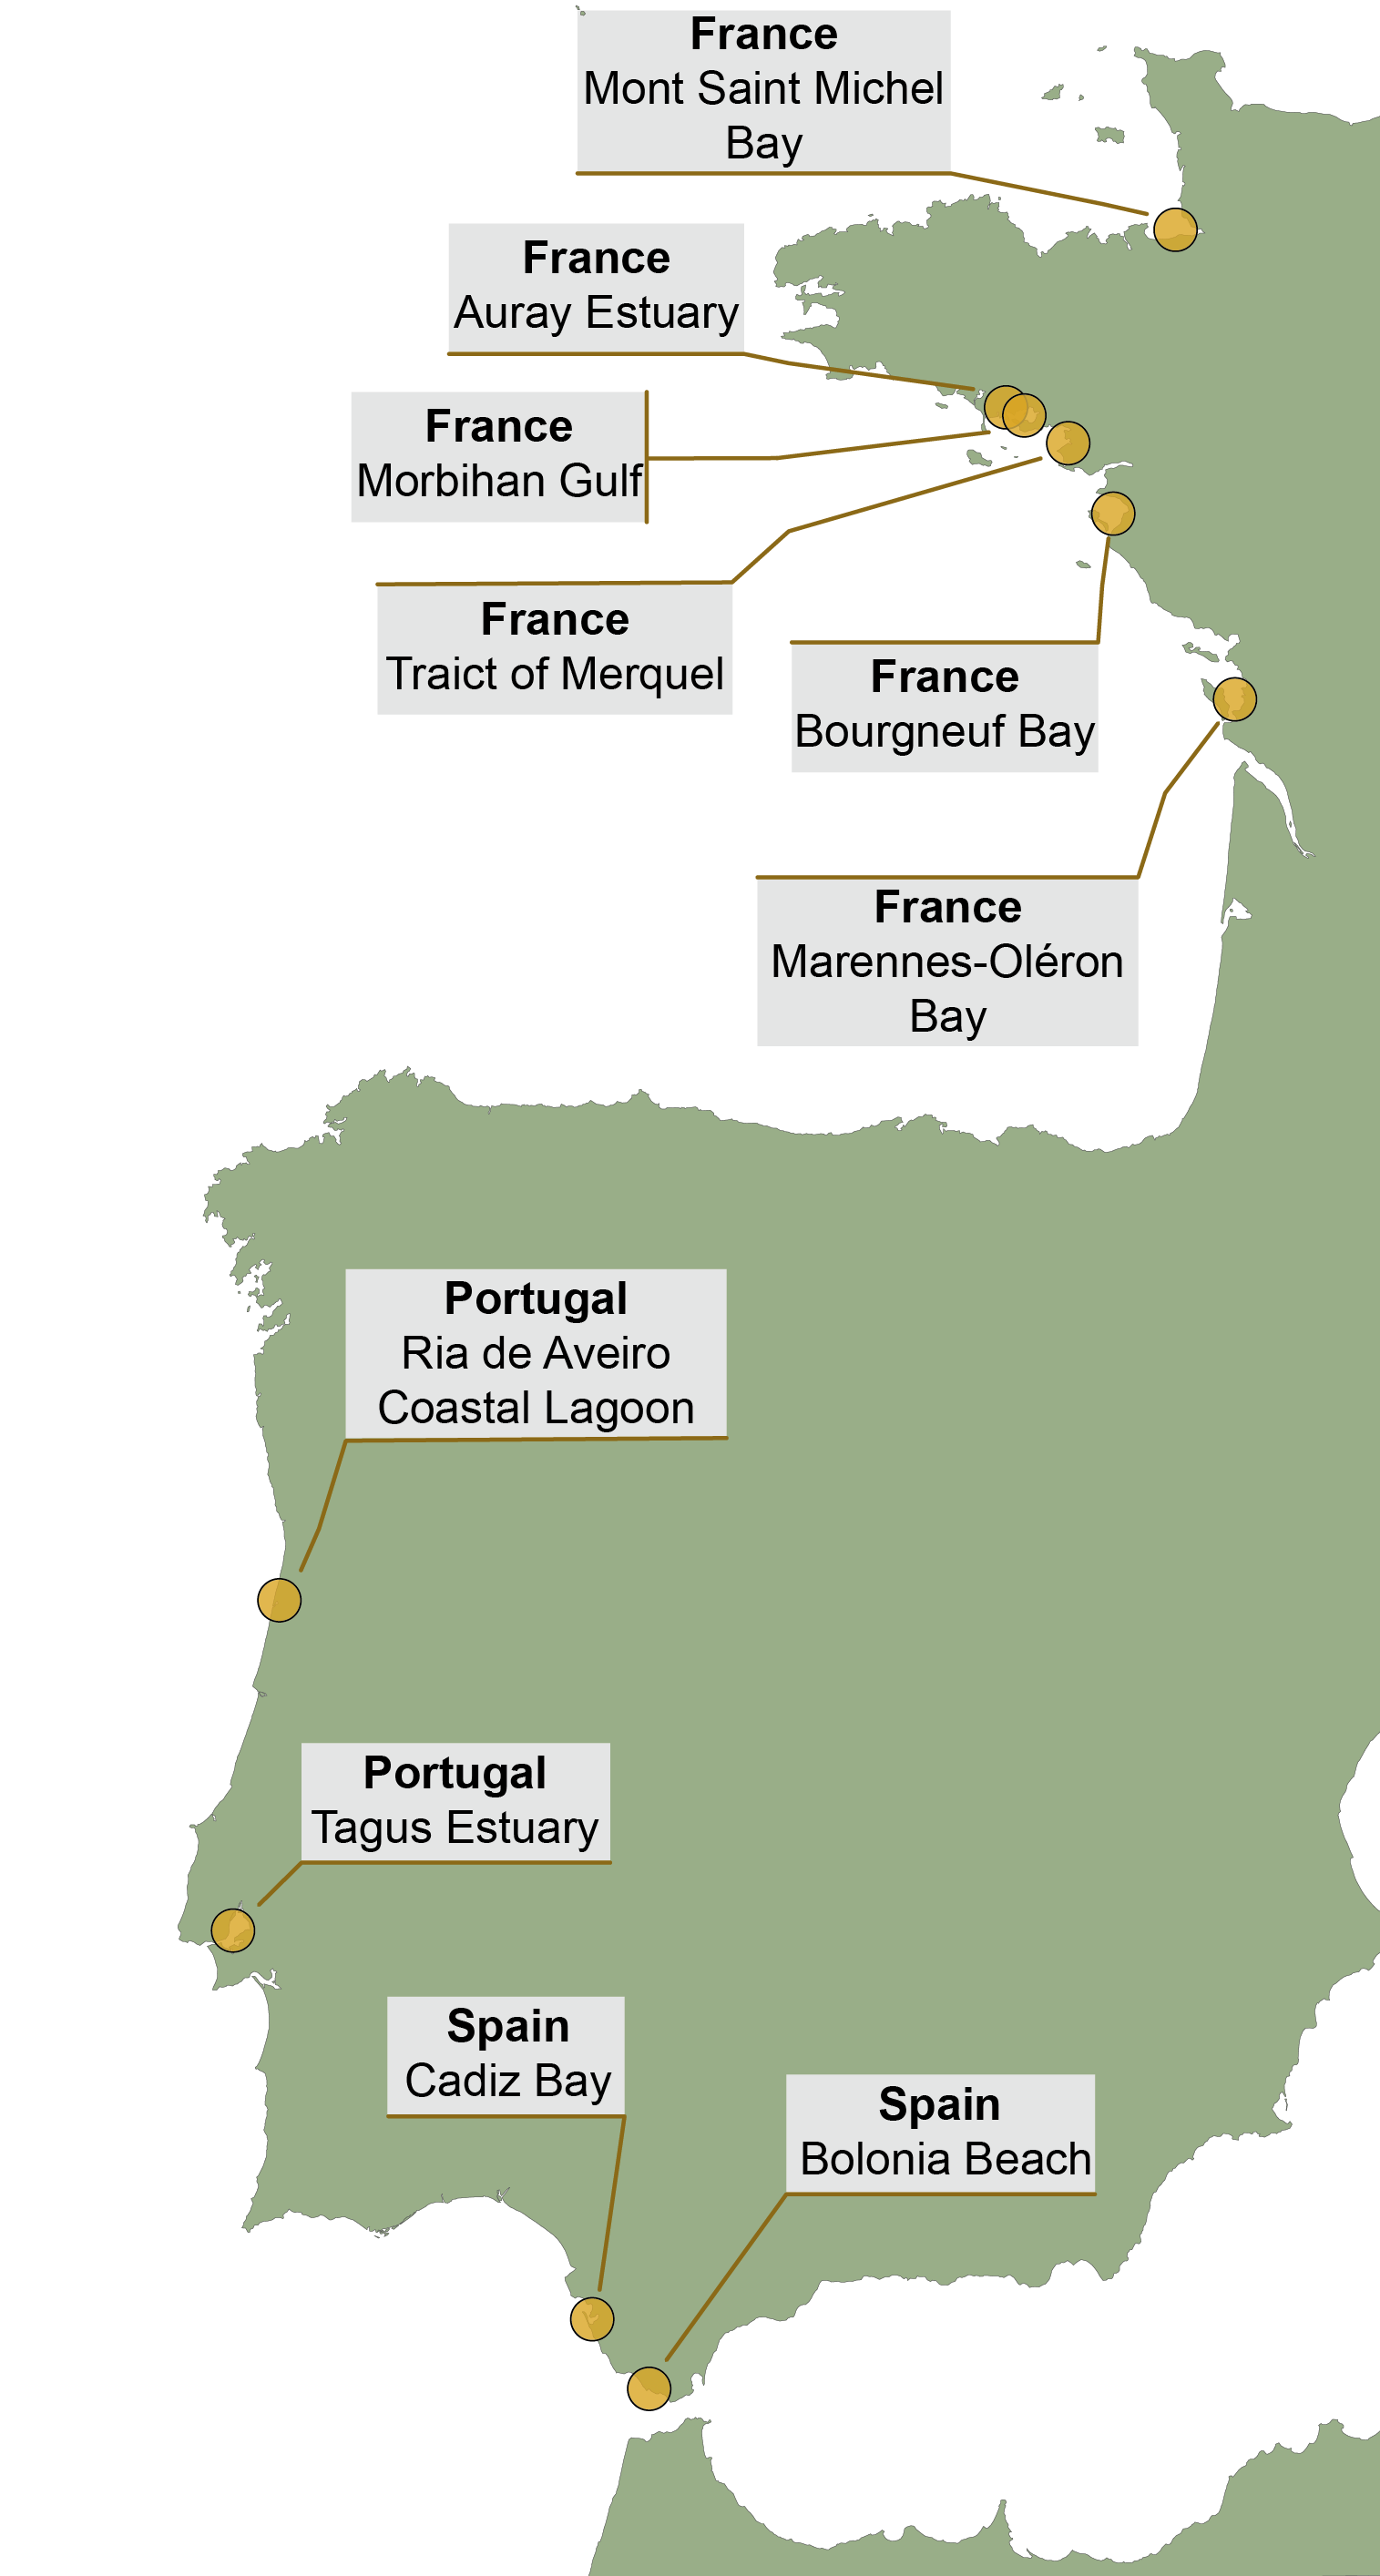 France
Mont Saint Michel
Bay
France
Auray Estuary
France
Morbihan Gulf
France
Traict of Merquel
France
Bourgneuf Bay
France
Marennes-Oléron
Bay
Portugal
Ria de Aveiro
Coastal Lagoon
Portugal
Tagus Estuary
Spain
Cadiz Bay
Spain
Bolonia Beach